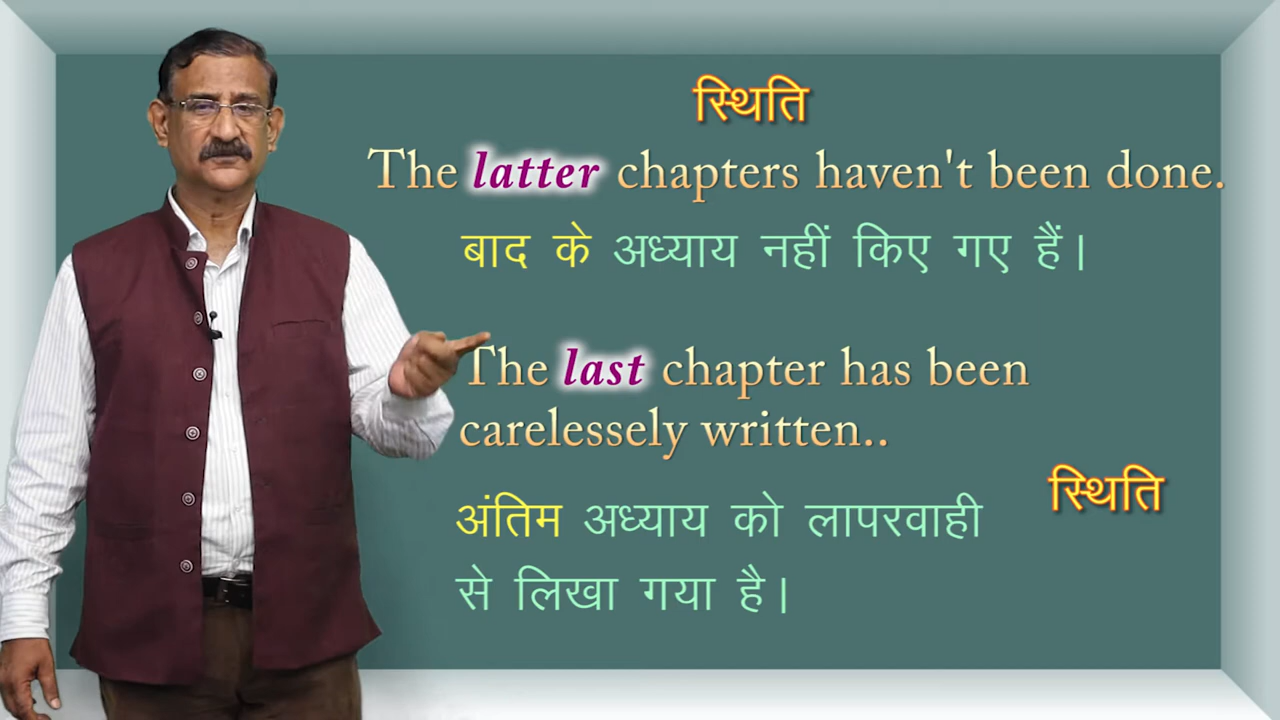 स्थिति
The latter chapters haven't been done.
बाद के अध्याय नहीं किए गए हैं।
The last chapter has been
carelessely written..
स्थिति
अंतिम अध्याय को लापरवाही
से लिखा गया है।